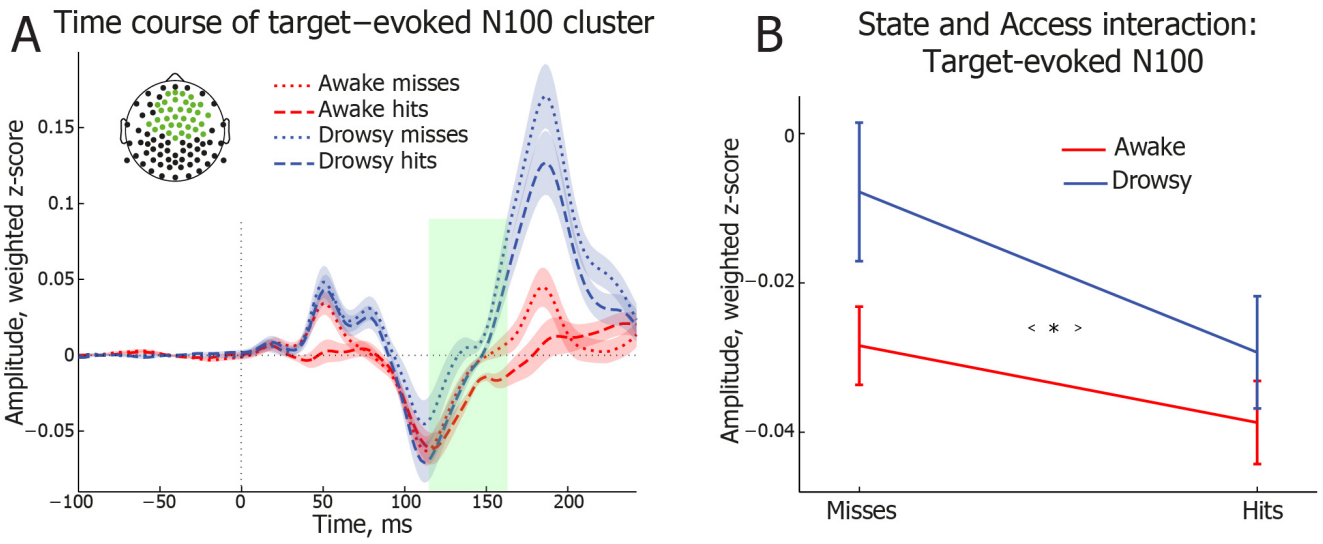 A
Time course of target−evoked N100 cluster
Awake misses
Awake hits
Drowsy misses
Drowsy hits
Amplitude, weighted z-score
0.15
0.1
0.05
0
−0.05
−100
−50
0
50
100
150
200
Time, ms
B
State and Access interaction:
Target-evoked N100
Awake
Drowsy
Amplitude, weighted z-score
0
−0.02
−0.04
< * >
Misses
Hits